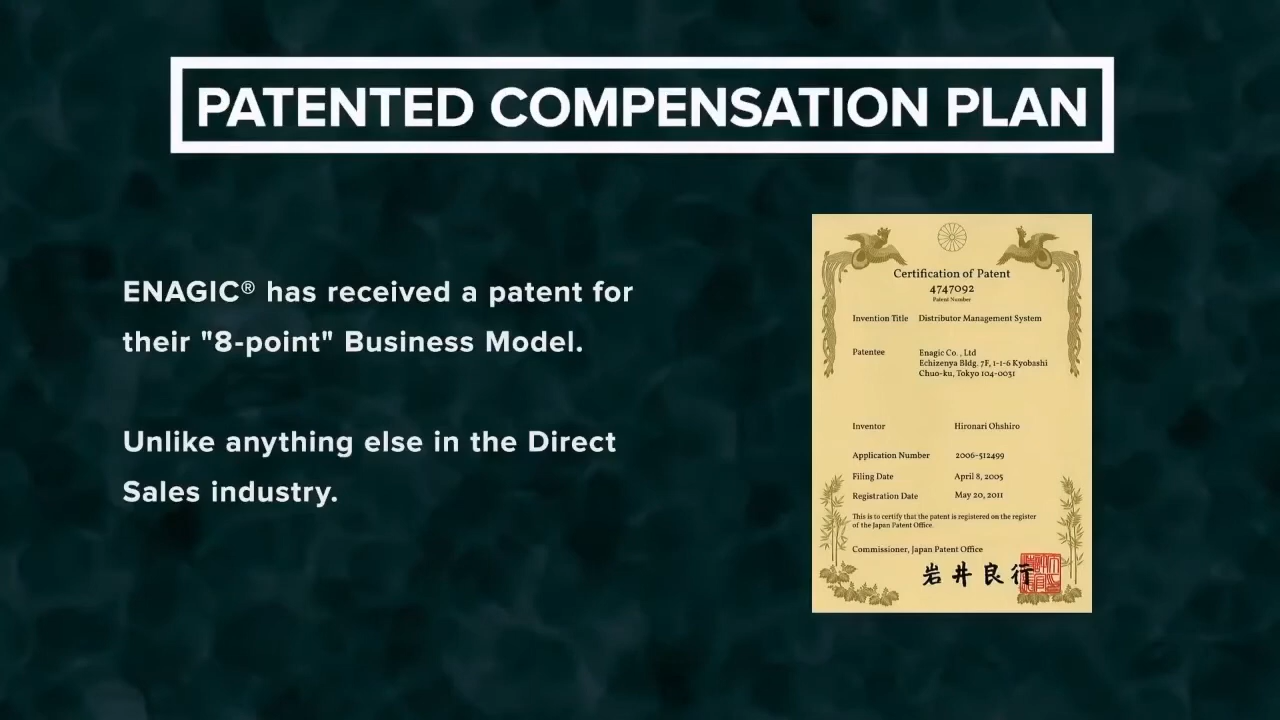 PATENTED COMPENSATION PLAN
ENAGIC® has received a patent for
their "8-point" Business Model.
Unlike anything else in the Direct
Sales industry.
Certification of Patent
4747092
Patent Number
Invention Title Distributor Management System
Patentee Enagic Co. , Ltd
Echizenya Bldg. 7F, 1-1-6 Kyobashi
Chuo-ku, Tokyo 104-0031
Inventor Hironari Ohshiro
Application Number 2006-512499
Filing Date April 8, 2005
Registration Date May 20, 2011
This is to certify that the patent is registered on the register
of the Japan Patent Office.
Commissioner, Japan Patent Office
岩井良行